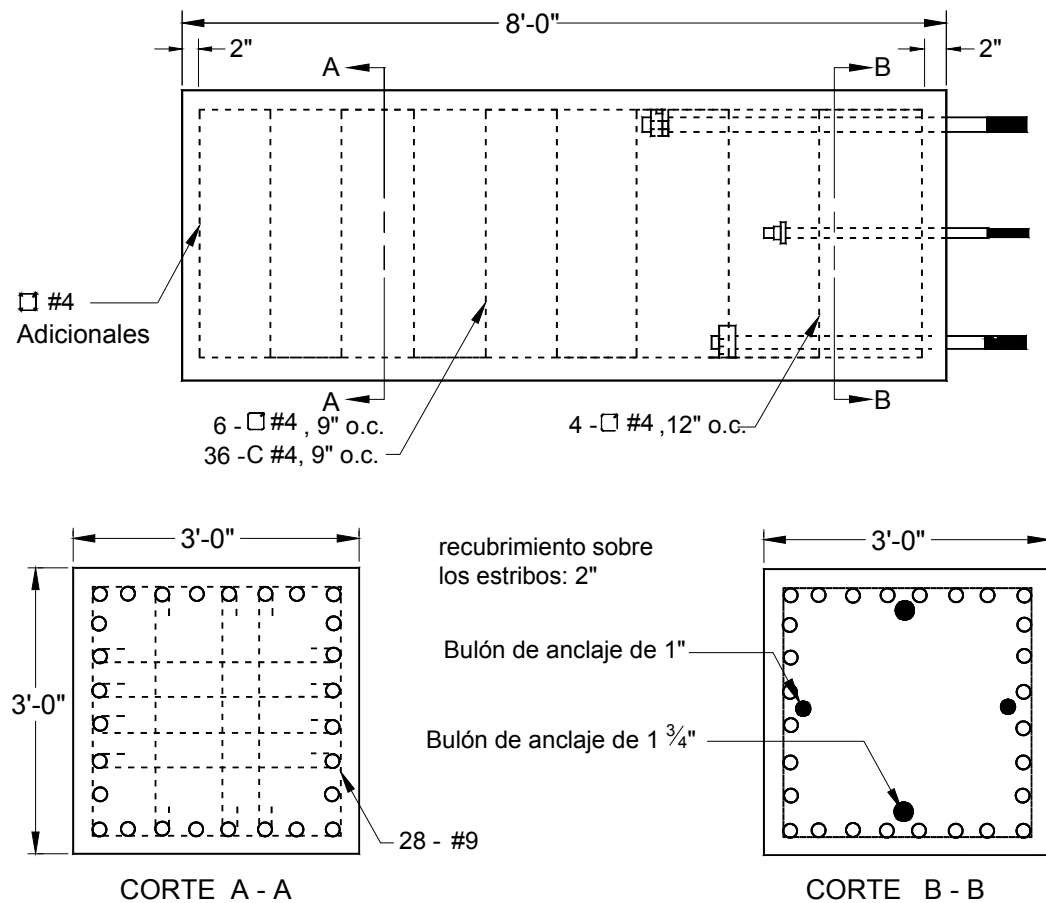 8'-0"
2"
2"
A
B
#4
Adicionales
A
B
6 - #4 , 9" o.c.
36 -C #4, 9" o.c.
4 - #4 ,12" o.c.
3'-0"
recubrimiento sobre
los estribos: 2"
3'-0"
Bulón de anclaje de 1"
3'-0"
Bulón de anclaje de 1 3/4"
28 - #9
CORTE A - A
CORTE B - B